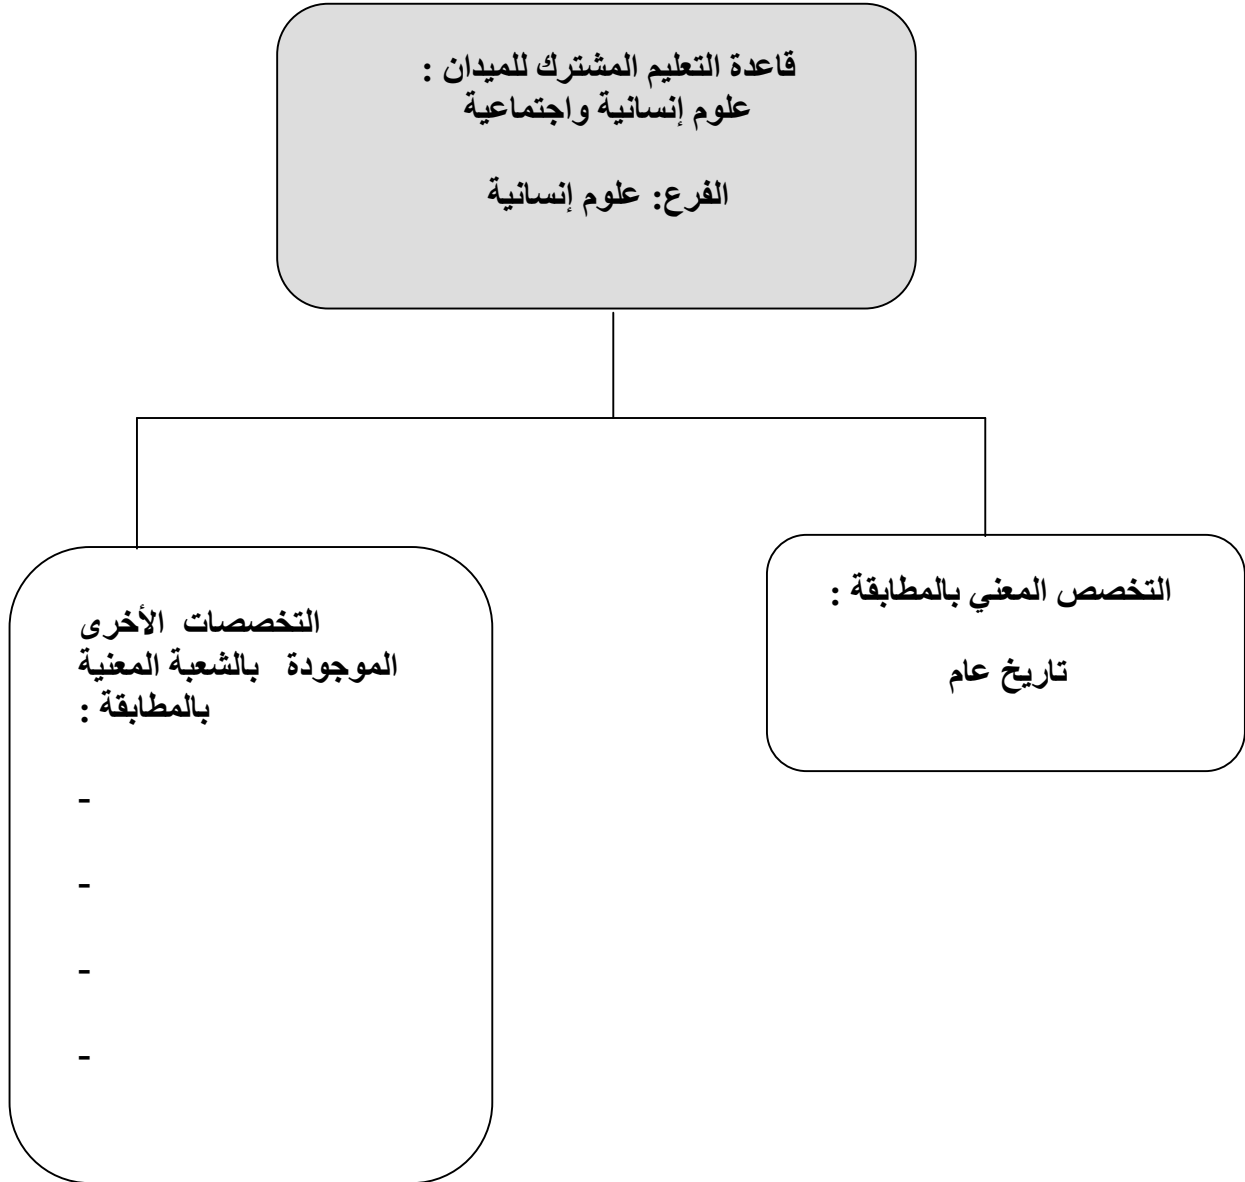 قاعدة التعليم المشترك للميدان :
علوم إنسانية واجتماعية
الفرع: علوم إنسانية
التخصص المعني بالمطابقة :
تاريخ عام
التخصصات الأخرى
الموجودة بالشعبة المعنية
بالمطابقة :
-
-
-
-